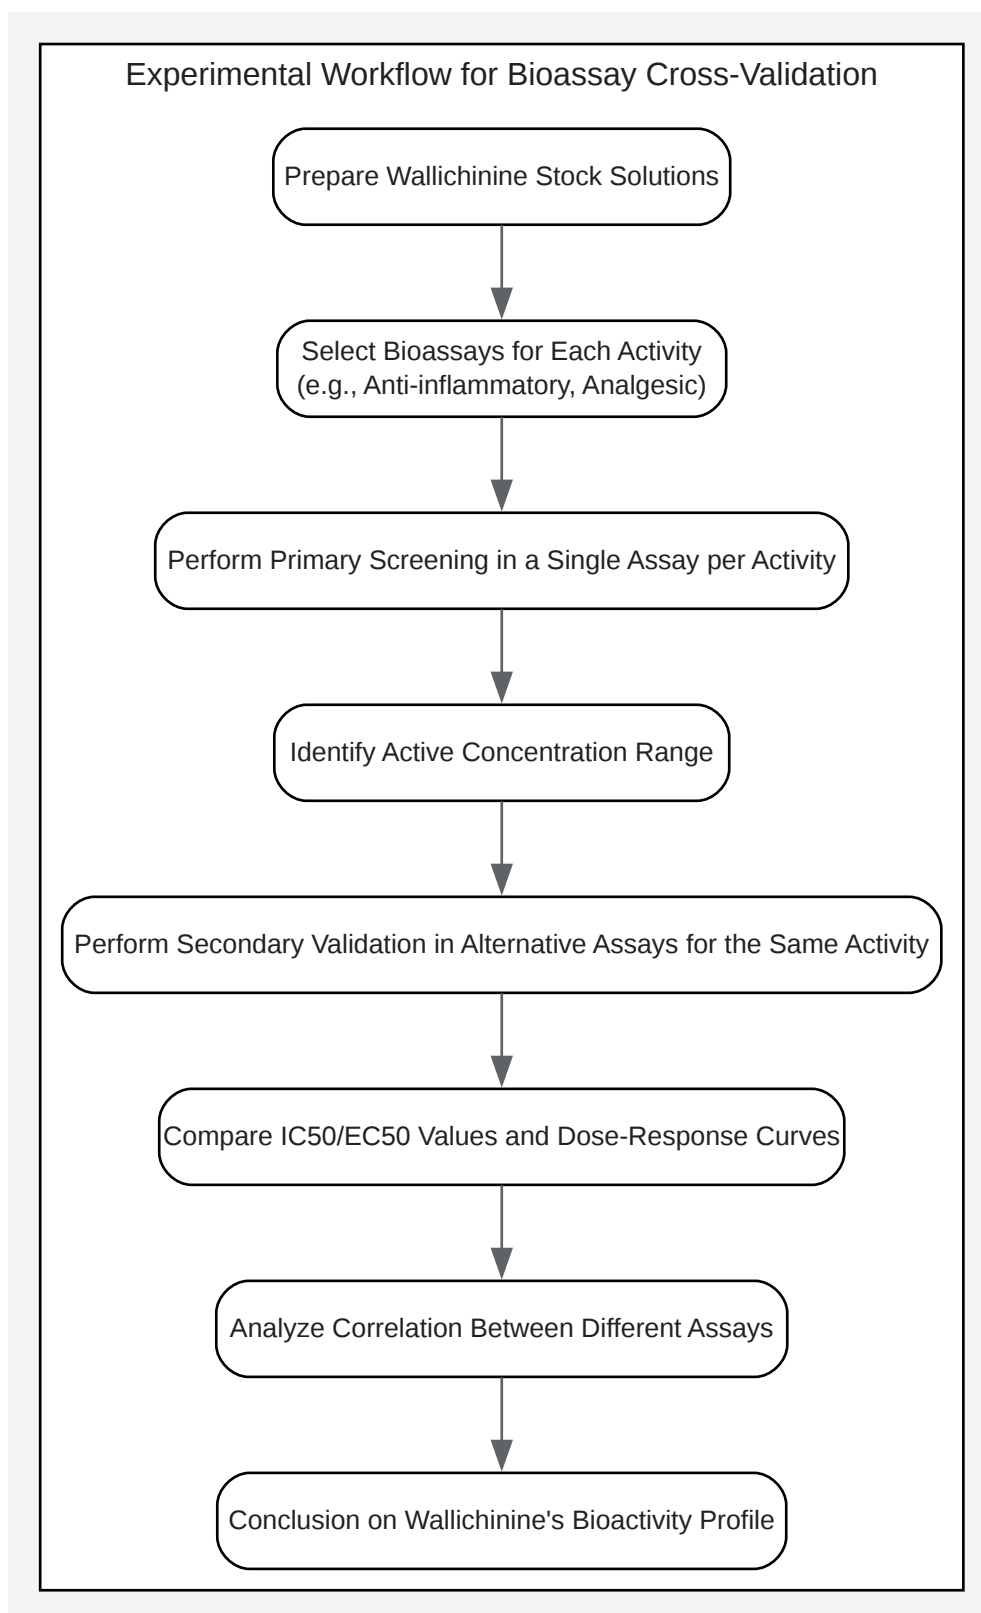 Experimental Workflow for Bioassay Cross-Validation
Prepare Wallichinine Stock Solutions
Select Bioassays for Each Activity
(e.g., Anti-inflammatory, Analgesic)
Perform Primary Screening in a Single Assay per Activity
Identify Active Concentration Range
Perform Secondary Validation in Alternative Assays for the Same Activity
Compare IC50/EC50 Values and Dose-Response Curves
Analyze Correlation Between Different Assays
Conclusion on Wallichinine's Bioactivity Profile